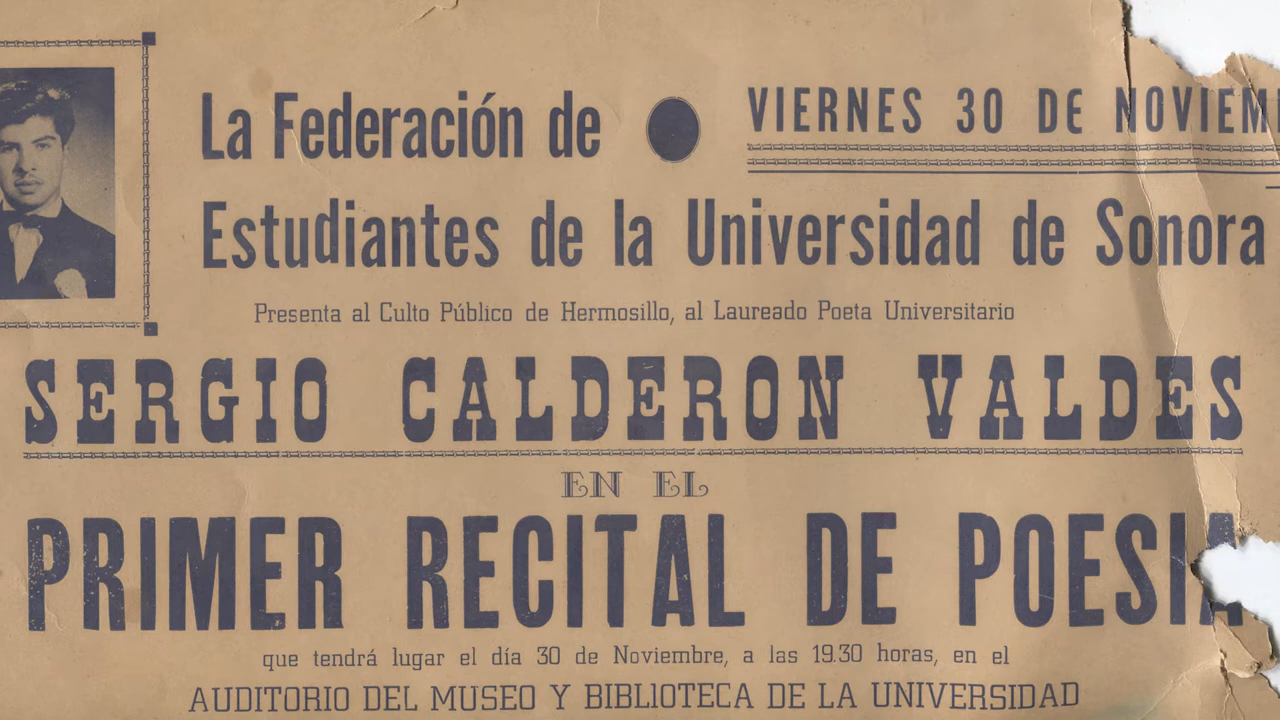 La Federación de
VIERNES 30 DE NOVIEM
Estudiantes de la Universidad de Sonora
Presenta al Culto Público de Hermosillo, al Laureado Poeta Universitario
SERGIO CALDERON VALDES
EN EL
PRIMER RECITAL DE POESIA
que tendrá lugar el día 30 de Noviembre, a las 19.30 horas, en el
AUDITORIO DEL MUSEO Y BIBLIOTECA DE LA UNIVERSIDAD